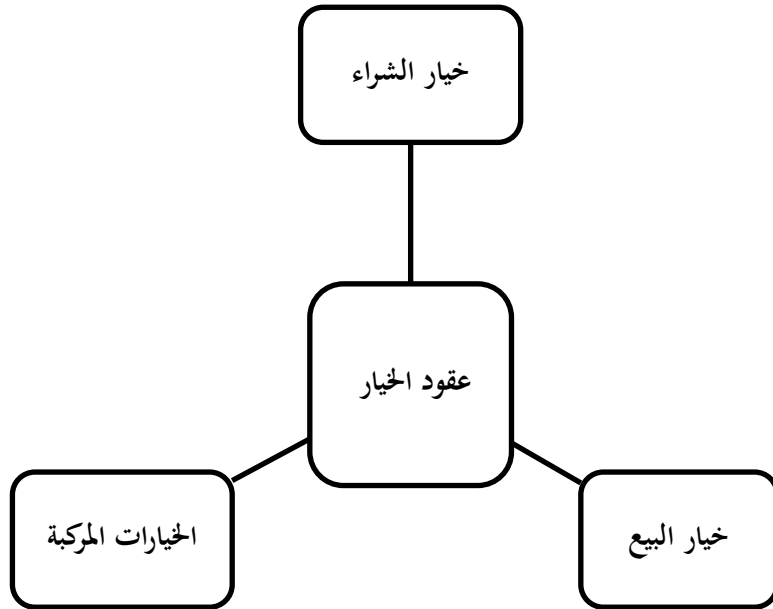 خيار الشراء
عقود الخيار
خيار البيع
الخيارات المركبة